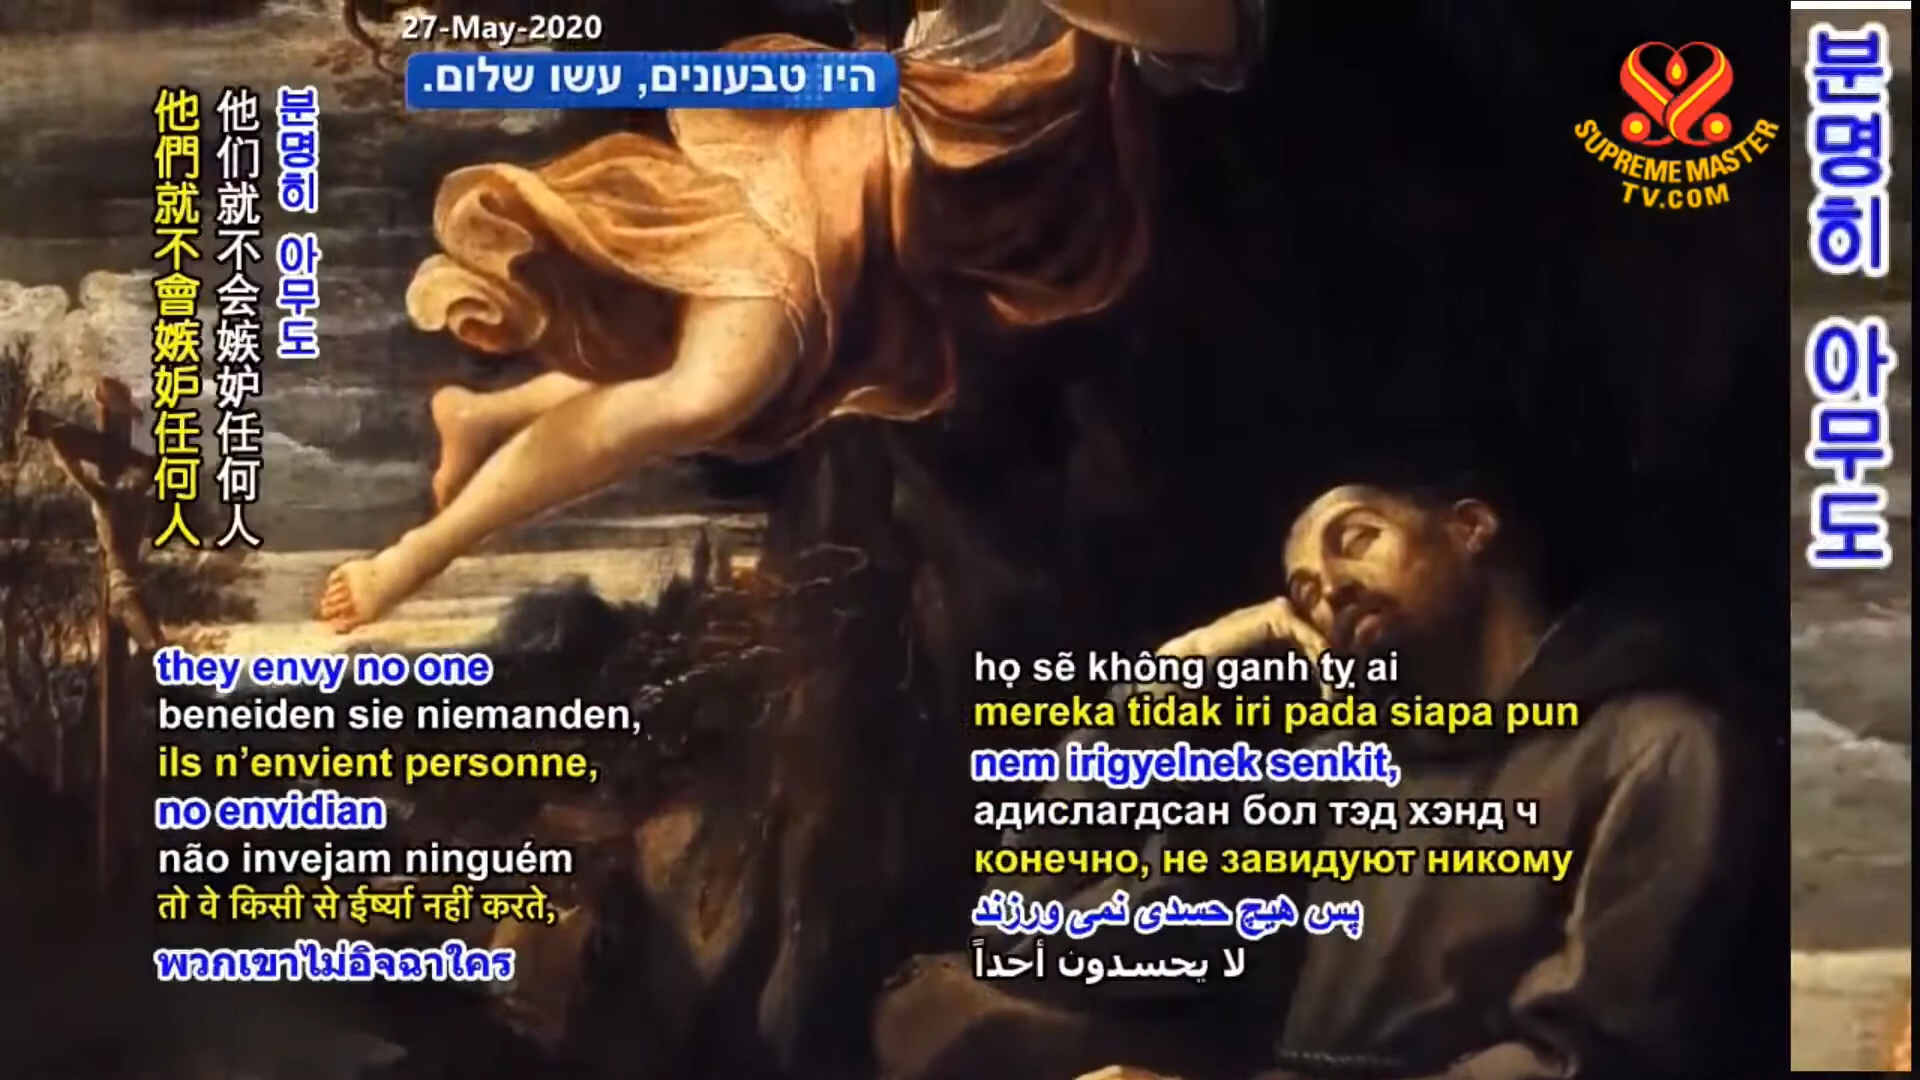 27-May-2020
היו טבעונים, עשו שלום.
SUPREME MASTER
TV.COM
분명히 아무도
他们就不会嫉妒任何人
他們就不會嫉妒任何人
they envy no one
beneiden sie niemanden,
ils n’envient personne,
no envidian
não invejam ninguém
तो वे किसी से ईर्ष्या नहीं करते,
พวกเขาไม่อิจฉาใคร
họ sẽ không ganh tỵ ai
mereka tidak iri pada siapa pun
nem irigyelnek senkit,
адислагдсан бол тэд хэнд ч
конечно, не завидуют никому
پس هیچ حسدی نمی ورزند
لا يحسدون أحداً
분명히 아무도